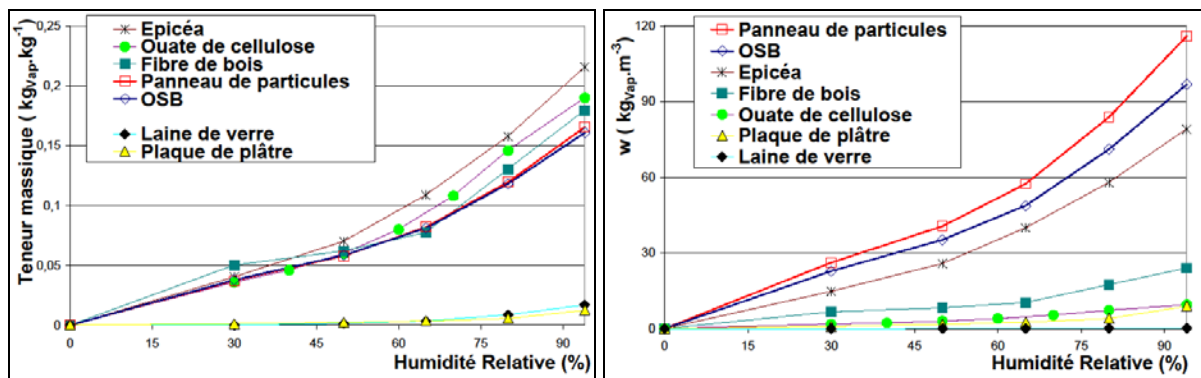 0,25
0,2
0,15
0,1
0,05
0
Teneur massique ( kgVap.kg-1)
Epicéa
Ouate de cellulose
Fibre de bois
Panneau de particules
OSB
Laine de verre
Plaque de plâtre
0 15 30 45 60 75 90
Humidité Relative (%)
120
90
60
30
0
w ( kgVap.m-3)
Panneau de particules
OSB
Epicéa
Fibre de bois
Ouate de cellulose
Plaque de plâtre
Laine de verre
0 15 30 45 60 75 90
Humidité Relative (%)